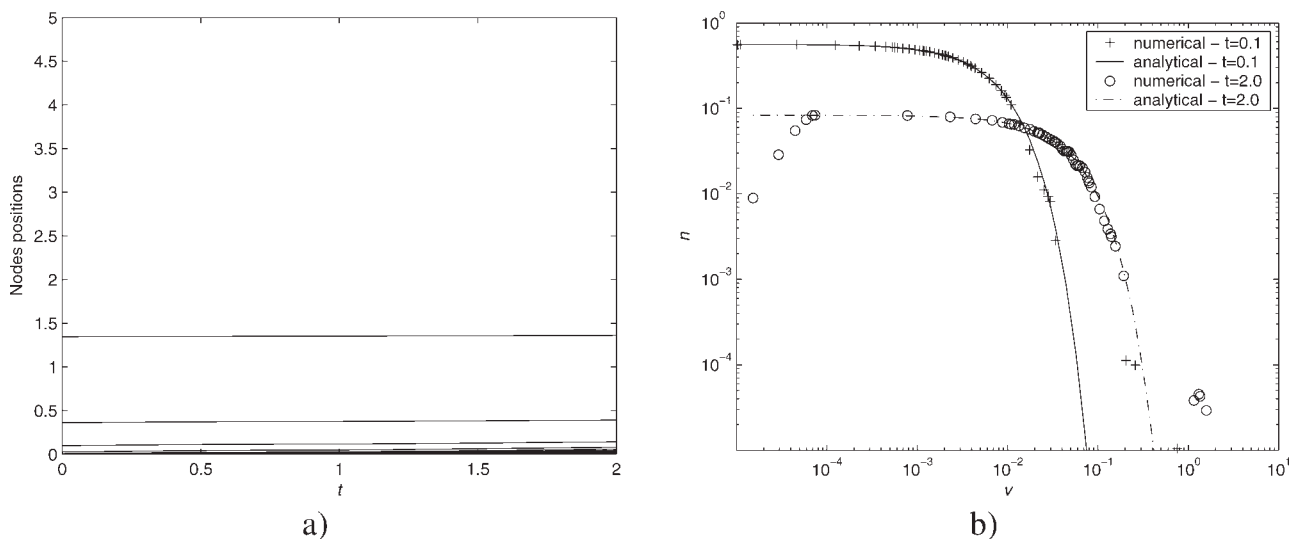 5
4.5
4
3.5
3
2.5
2
1.5
1
0.5
0
Nodes positions
0
0.5
1
1.5
2
t
a)
10^0
10^-1
10^-2
10^-3
10^-4
n
numerical – t=0.1
analytical – t=0.1
numerical – t=2.0
analytical – t=2.0
10^-4
10^-3
10^-2
10^-1
10^0
10^1
v
b)